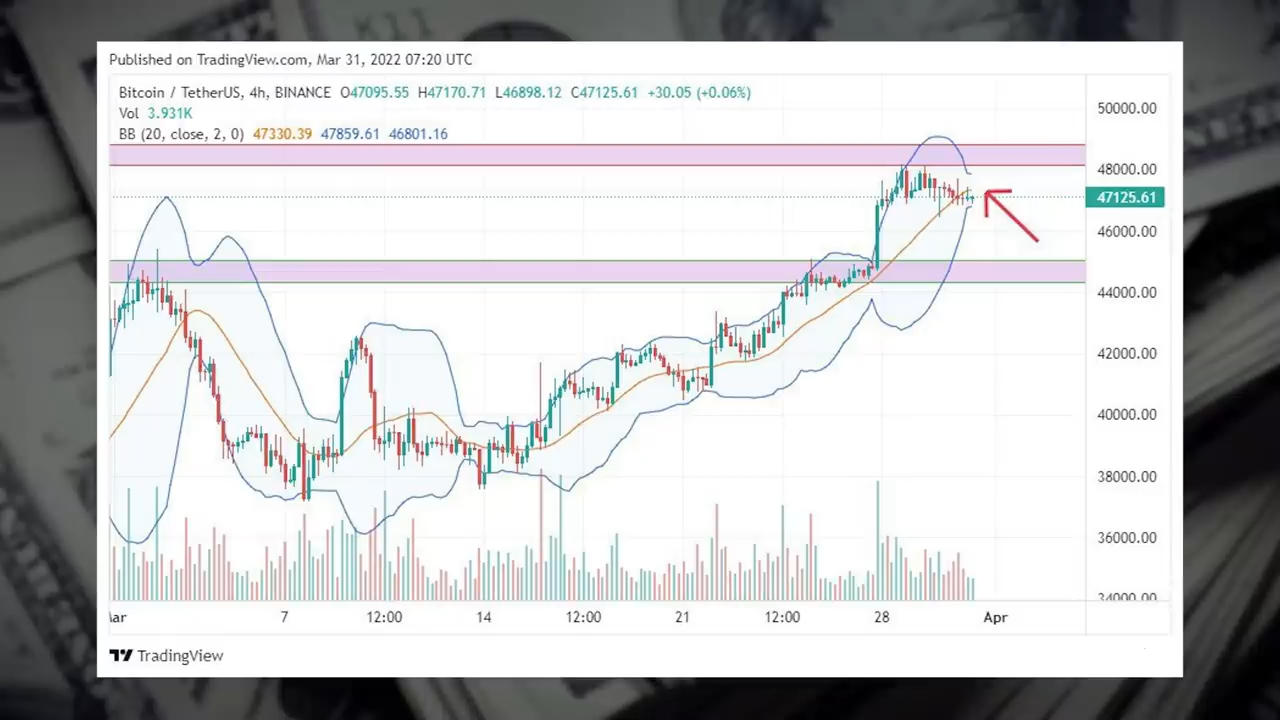 Published on TradingView.com, Mar 31, 2022 07:20 UTC
Bitcoin / TetherUS, 4h, BINANCE O47095.55 H47170.71 L46898.12 C47125.61 +30.05 (+0.06%)
Vol 3.931K
BB (20, close, 2, 0) 47330.39 47859.61 46801.16
50000.00
48000.00
47125.61
46000.00
44000.00
42000.00
40000.00
38000.00
36000.00
34000.00
ar 7 12:00 14 12:00 21 12:00 28 Apr
TradingView